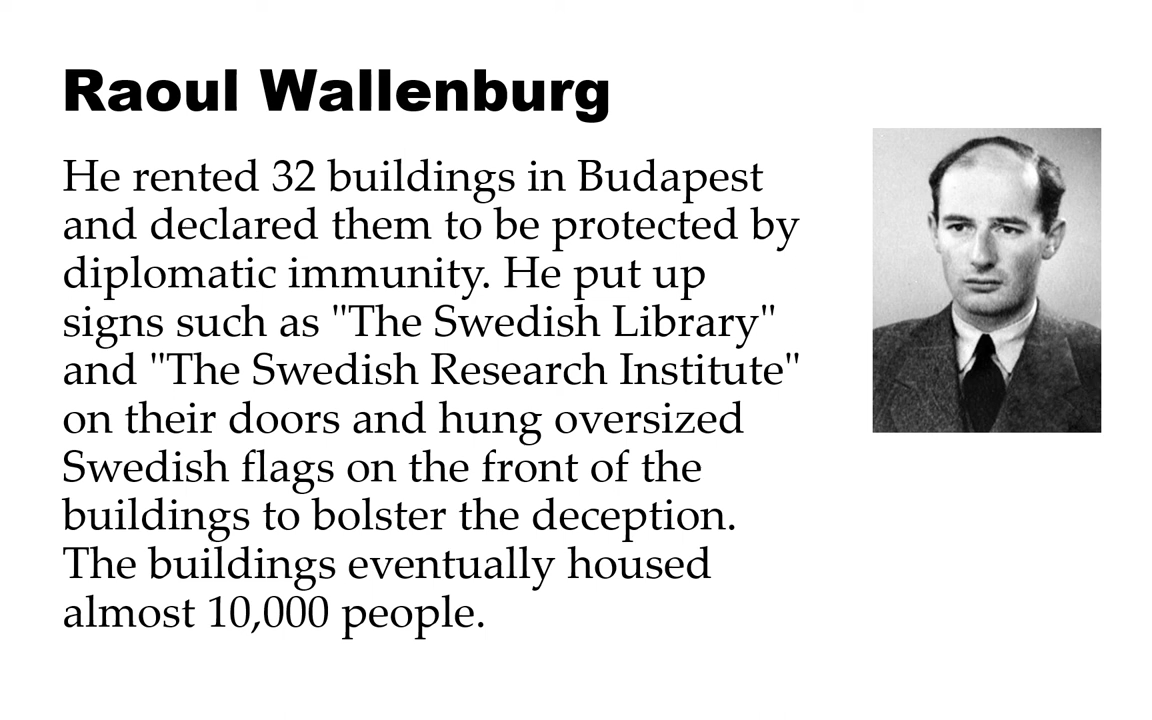 Raoul Wallenburg
He rented 32 buildings in Budapest
and declared them to be protected by
diplomatic immunity. He put up
signs such as "The Swedish Library"
and "The Swedish Research Institute"
on their doors and hung oversized
Swedish flags on the front of the
buildings to bolster the deception.
The buildings eventually housed
almost 10,000 people.